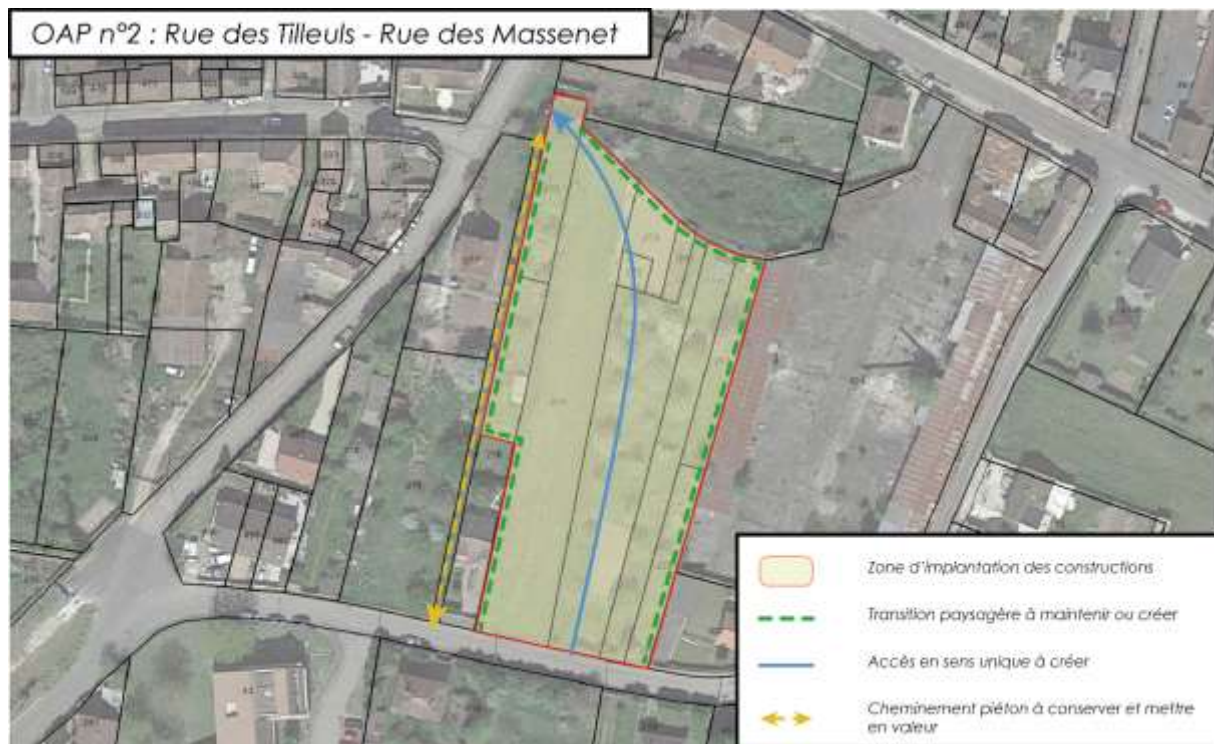 OAP n°2 : Rue des Tilleuls - Rue des Massenet
Zone d'implantation des constructions
Transition paysagère à maintenir ou créer
Accès en sens unique à créer
Cheminement piéton à conserver et mettre
en valeur